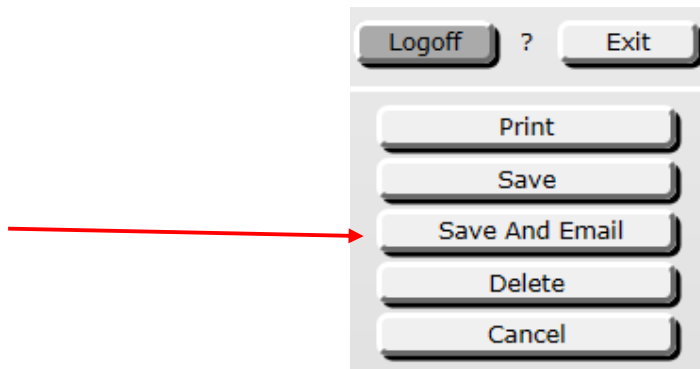 Logoff ? Exit
Print
Save
Save And Email
Delete
Cancel